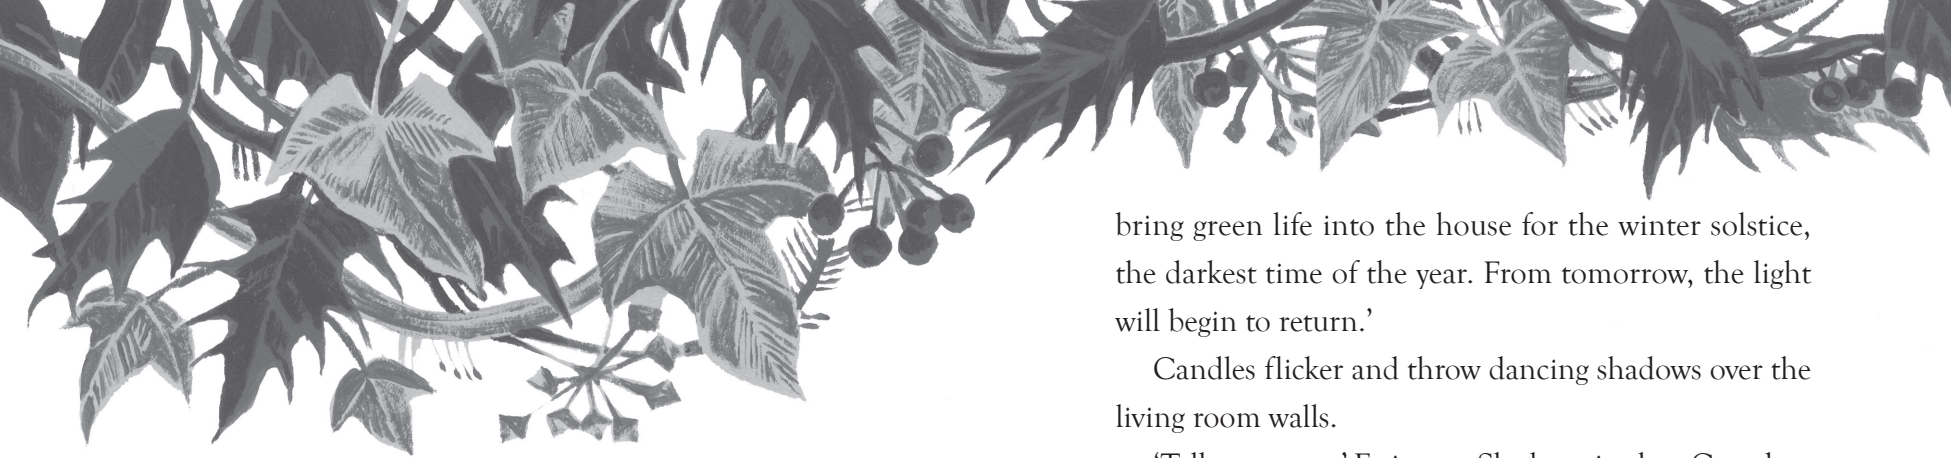 bring green life into the house for the winter solstice,
the darkest time of the year. From tomorrow, the light
will begin to return.’
Candles flicker and throw dancing shadows over the
living room walls.